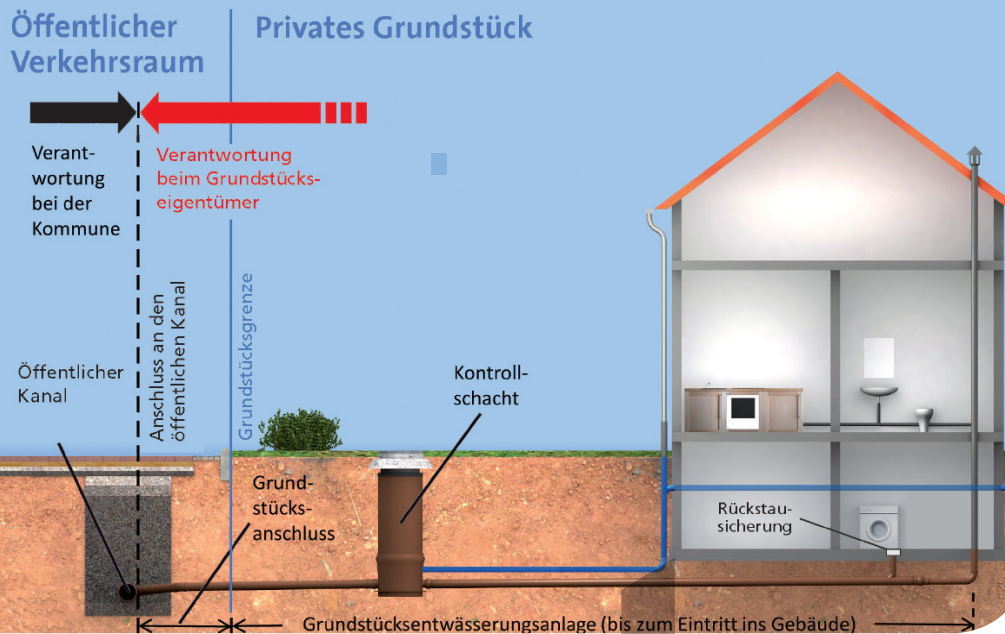 Öffentlicher
Verkehrsraum
Privates Grundstück
Verant-
wortung
bei der
Kommune
Verantwortung
beim Grundstücks-
eigentümer
Anschluss an den
öffentlichen Kanal
Grundstücksgrenze
Öffentlicher
Kanal
Kontroll-
schacht
Grund-
stücks-
anschluss
Rückstau-
sicherung
Grundstücksentwässerungsanlage (bis zum Eintritt ins Gebäude)